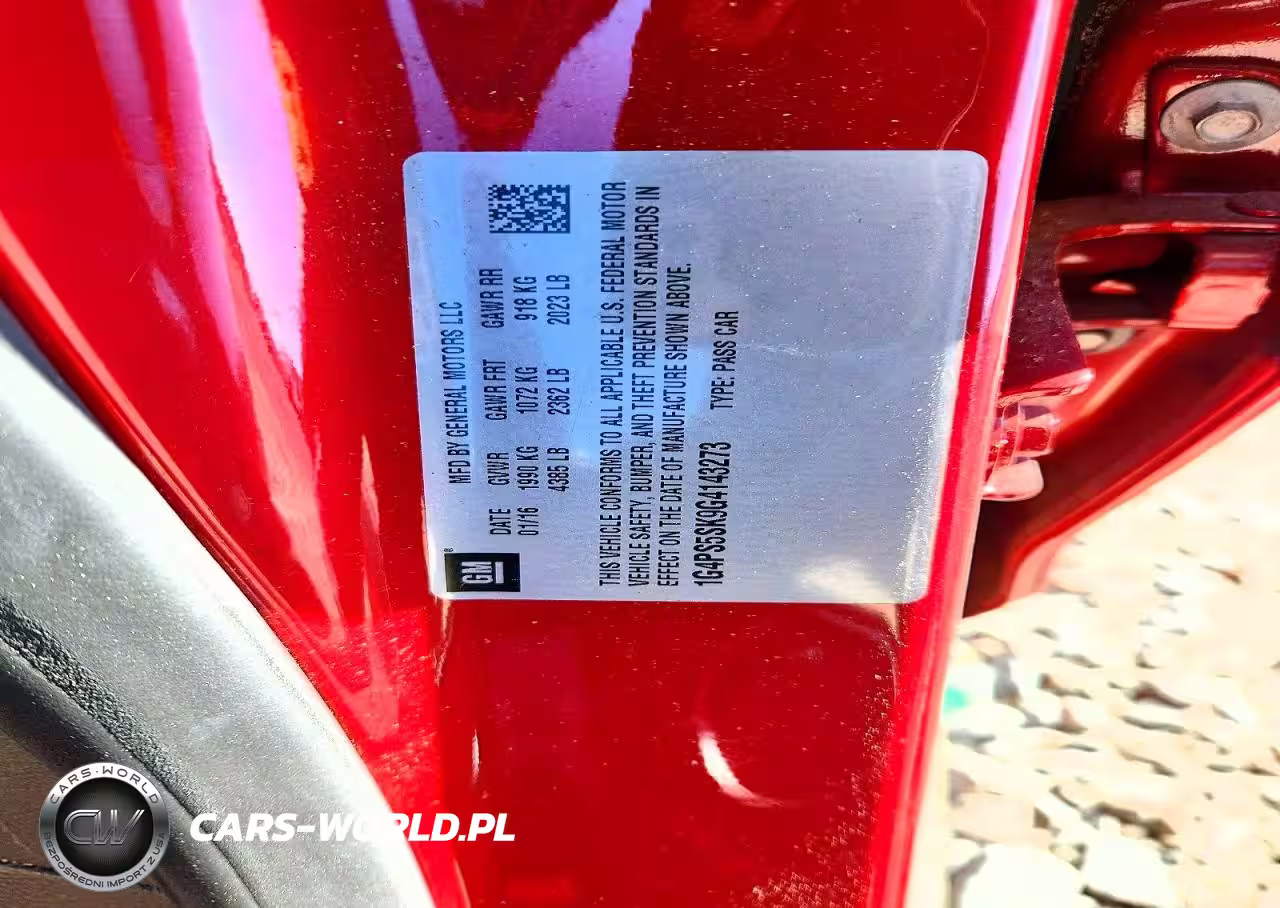 MFD BY GENERAL MOTORS LLC
DATE GVWR GAWR FRT GAWR RR
01/16 1990 KG 1072 KG 918 KG
4385 LB 2362 LB 2023 LB
GM®
THIS VEHICLE CONFORMS TO ALL APPLICABLE U.S. FEDERAL MOTOR
VEHICLE SAFETY, BUMPER, AND THEFT PREVENTION STANDARDS IN
EFFECT ON THE DATE OF MANUFACTURE SHOWN ABOVE.
1G4PS5SK9G4143273 TYPE: PASS CAR
CARS·WORLD
CW
BEZPOŚREDNI IMPORT Z USA
CARS-WORLD.PL